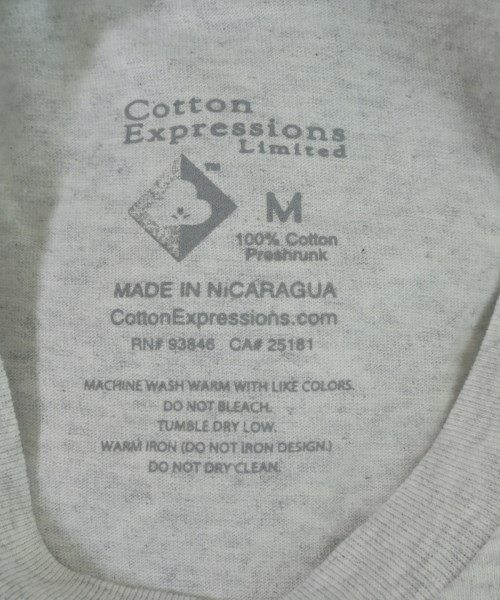 Cotton
Expressions
Limited
TM
M
100% Cotton
Preshrunk
MADE IN NiCARAGUA
CottonExpressions.com
RN# 93846 CA# 25181
MACHINE WASH WARM WITH LIKE COLORS.
DO NOT BLEACH.
TUMBLE DRY LOW.
WARM IRON (DO NOT IRON DESIGN.)
DO NOT DRY CLEAN.